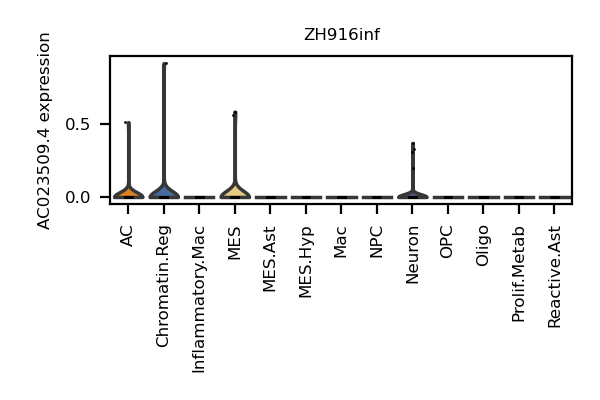 ZH916inf
AC023509.4 expression
0.5
0.0
AC
Chromatin.Reg
Inflammatory.Mac
MES
MES.Ast
MES.Hyp
Mac
NPC
Neuron
OPC
Oligo
Prolif.Metab
Reactive.Ast